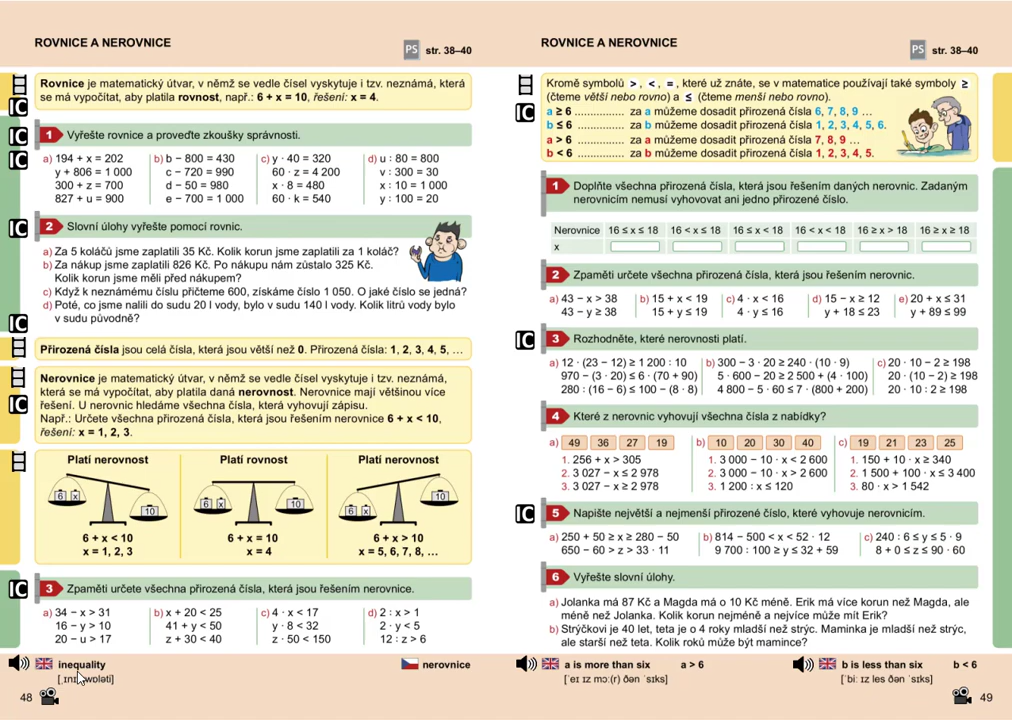 ROVNICE A NEROVNICE
PS str. 38–40
Rovnice je matematický útvar, v němž se vedle čísel vyskytuje i tzv. neznámá, která
se má vypočítat, aby platila rovnost, např.: 6 + x = 10, řešení: x = 4.
IC
IC
1 Vyřešte rovnice a proveďte zkoušky správnosti.
IC
a) 194 + x = 202 b) b − 800 = 430 c) y · 40 = 320 d) u : 80 = 800
y + 806 = 1 000 c − 720 = 990 60 · z = 4 200 v : 300 = 30
300 + z = 700 d − 50 = 980 x · 8 = 480 x : 10 = 1 000
827 + u = 900 e − 700 = 1 000 60 · k = 540 y : 100 = 20
IC
2 Slovní úlohy vyřešte pomocí rovnic.
a) Za 5 koláčů jsme zaplatili 35 Kč. Kolik korun jsme zaplatili za 1 koláč?
b) Za nákup jsme zaplatili 826 Kč. Po nákupu nám zůstalo 325 Kč.
Kolik korun jsme měli před nákupem?
c) Když k neznámému číslu přičteme 600, získáme číslo 1 050. O jaké číslo se jedná?
d) Poté, co jsme nalili do sudu 20 l vody, bylo v sudu 140 l vody. Kolik litrů vody bylo
v sudu původně?
IC
Přirozená čísla jsou celá čísla, která jsou větší než 0. Přirozená čísla: 1, 2, 3, 4, 5, …
Nerovnice je matematický útvar, v němž se vedle čísel vyskytuje i tzv. neznámá,
která se má vypočítat, aby platila daná nerovnost. Nerovnice mají většinou více
řešení. U nerovnic hledáme všechna čísla, která vyhovují zápisu.
Např.: Určete všechna přirozená čísla, která jsou řešením nerovnice 6 + x < 10,
řešení: x = 1, 2, 3.
IC
Platí nerovnost Platí rovnost Platí nerovnost
6 x 10 6 x 10 6 x 10
6 + x < 10 6 + x = 10 6 + x > 10
x = 1, 2, 3 x = 4 x = 5, 6, 7, 8, …
IC
3 Zpaměti určete všechna přirozená čísla, která jsou řešením nerovnice.
a) 34 − x > 31 b) x + 20 < 25 c) 4 · x < 17 d) 2 : x > 1
16 − y > 10 41 + y < 50 y · 8 < 32 2 · y < 5
20 − u > 17 z + 30 < 40 z · 50 < 150 12 : z > 6
inequality nerovnice
48
ROVNICE A NEROVNICE
PS str. 38–40
Kromě symbolů >, <, =, které už znáte, se v matematice používají také symboly ≥
(čteme větší nebo rovno) a ≤ (čteme menší nebo rovno).
IC
a ≥ 6 ............... za a můžeme dosadit přirozená čísla 6, 7, 8, 9 …
b ≤ 6 ............... za b můžeme dosadit přirozená čísla 1, 2, 3, 4, 5, 6.
a > 6 ............... za a můžeme dosadit přirozená čísla 7, 8, 9 …
b < 6 ............... za b můžeme dosadit přirozená čísla 1, 2, 3, 4, 5.
1 Doplňte všechna přirozená čísla, která jsou řešením daných nerovnic. Zadaným
nerovnicím nemusí vyhovovat ani jedno přirozené číslo.
Nerovnice 16 ≤ x ≤ 18 16 < x ≤ 18 16 ≤ x < 18 16 < x < 18 16 ≥ x > 18 16 ≥ x ≥ 18
x
2 Zpaměti určete všechna přirozená čísla, která jsou řešením nerovnic.
a) 43 − x > 38 b) 15 + x < 19 c) 4 · x < 16 d) 15 − x ≥ 12 e) 20 + x ≤ 31
43 − y ≥ 38 15 + y ≤ 19 4 · y ≤ 16 y + 18 ≤ 23 y + 89 ≤ 99
IC
3 Rozhodněte, které nerovnosti platí.
a) 12 · (23 − 12) ≥ 1 200 : 10 b) 300 − 3 · 20 ≥ 240 · (10 · 9) c) 20 · 10 − 2 ≥ 198
970 − (3 · 20) ≤ 6 · (70 + 90) 5 · 600 − 20 ≥ 2 500 + (4 · 100) 20 · (10 − 2) ≥ 198
280 : (16 − 6) ≤ 100 − (8 · 8) 4 800 − 5 · 60 ≤ 7 · (800 + 200) 20 · 10 : 2 ≥ 198
4 Které z nerovnic vyhovují všechna čísla z nabídky?
a) 49 36 27 19 b) 10 20 30 40 c) 19 21 23 25
1. 256 + x > 305 1. 3 000 − 10 · x < 2 600 1. 150 + 10 · x ≥ 340
2. 3 027 − x ≤ 2 978 2. 3 000 − 10 · x > 2 600 2. 1 500 + 100 · x ≤ 3 400
3. 3 027 − x ≥ 2 978 3. 1 200 : x ≤ 120 3. 80 · x > 1 542
IC
5 Napište největší a nejmenší přirozené číslo, které vyhovuje nerovnicím.
a) 250 + 50 ≥ x ≥ 280 − 50 b) 814 − 500 < x < 52 · 12 c) 240 : 6 ≤ y ≤ 5 · 9
650 − 60 > z > 33 · 11 9 700 : 100 ≥ y ≤ 32 + 59 8 + 0 ≤ z ≤ 90 · 60
6 Vyřešte slovní úlohy.
a) Jolanka má 87 Kč a Magda má o 10 Kč méně. Erik má více korun než Magda, ale
méně než Jolanka. Kolik korun nejméně a nejvíce může mít Erik?
b) Strýčkovi je 40 let, teta je o 4 roky mladší než strýc. Maminka je mladší než strýc,
ale starší než teta. Kolik roků může být mamince?
a is more than six a > 6 b is less than six b < 6
[ˈeɪ ɪz mɔː(r) ðən ˈsɪks] [ˈbiː ɪz les ðən ˈsɪks]
49